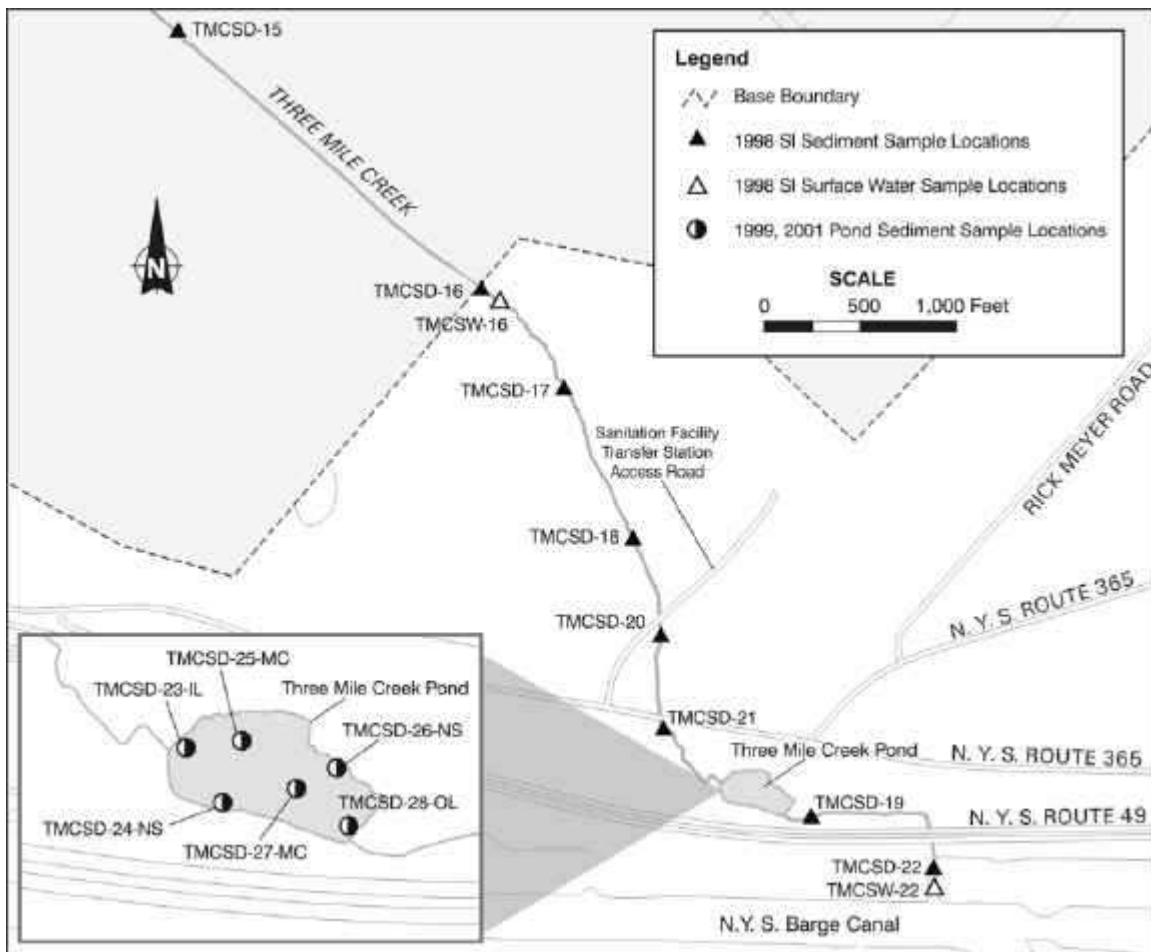 TMCSD-15
THREE MILE CREEK
Legend
Base Boundary
1998 SI Sediment Sample Locations
1998 SI Surface Water Sample Locations
1999, 2001 Pond Sediment Sample Locations
SCALE
0 500 1,000 Feet
N
TMCSD-16
TMCSW-16
TMCSD-17
Sanitation Facility
Transfer Station
Access Road
RICK MEYER ROAD
TMCSD-18
TMCSD-20
N. Y. S. ROUTE 365
TMCSD-21
Three Mile Creek Pond
N. Y. S. ROUTE 365
TMCSD-19
N. Y. S. ROUTE 49
TMCSD-22
TMCSW-22
N.Y. S. Barge Canal
TMCSD-25-MC
TMCSD-23-IL
Three Mile Creek Pond
TMCSD-26-NS
TMCSD-28-OL
TMCSD-24-NS
TMCSD-27-MC